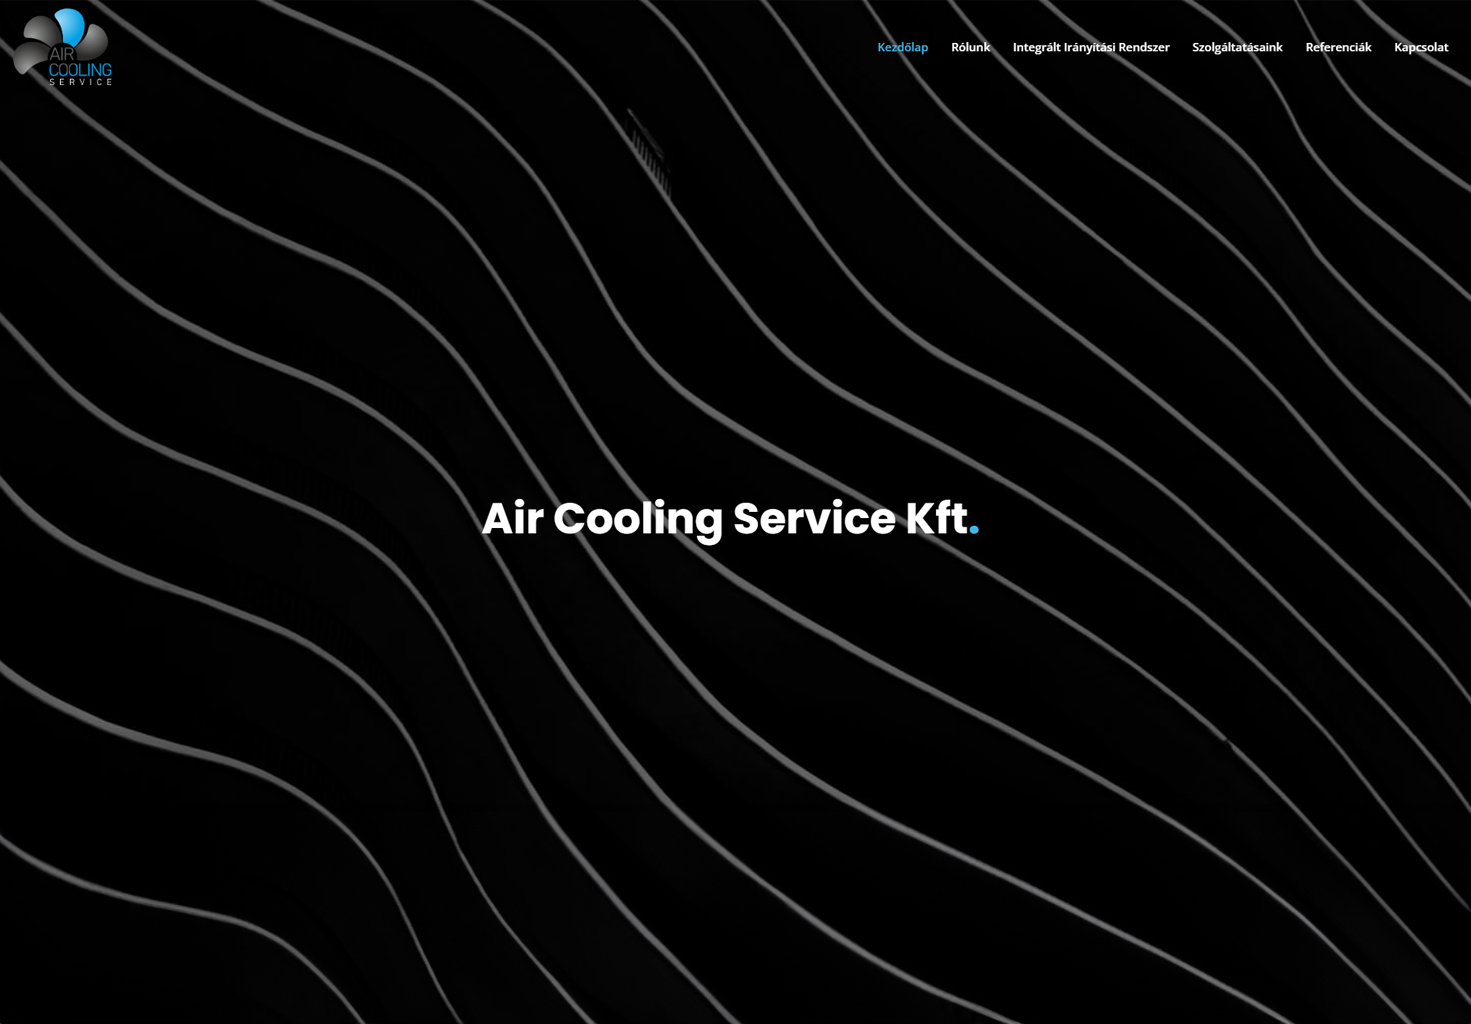 AIR
COOLING
SERVICE
Kezdőlap Rólunk Integrált Irányítási Rendszer Szolgáltatásaink Referenciák Kapcsolat
Air Cooling Service Kft.